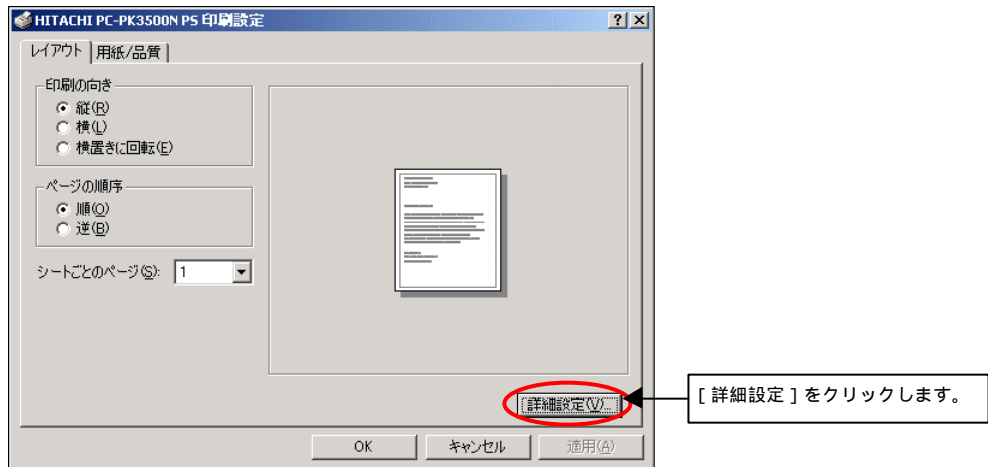 HITACHI PC-PK3500N PS 印刷設定
レイアウト 用紙/品質
印刷の向き
縦(R)
横(L)
横置きに回転(E)
ページの順序
順(O)
逆(B)
シートごとのページ(S): 1
詳細設定(V)...
[ 詳細設定 ] をクリックします。
OK キャンセル 適用(A)